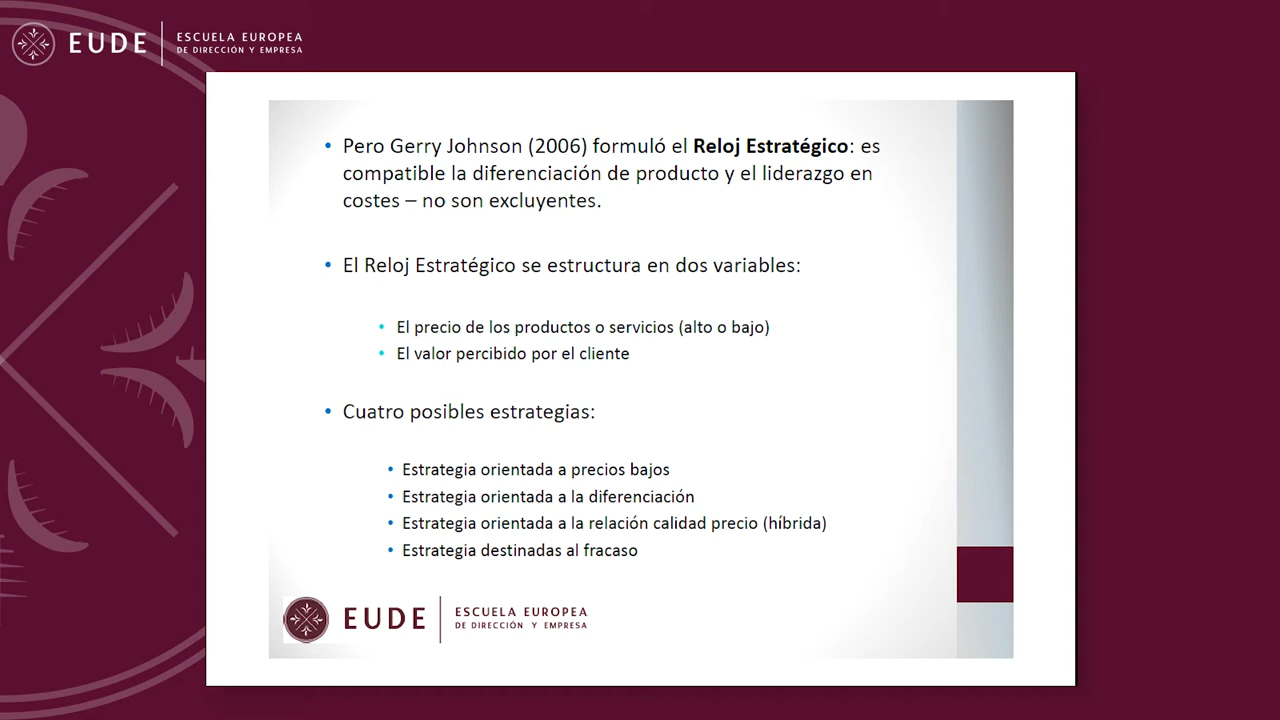 EUDE
ESCUELA EUROPEA
DE DIRECCIÓN Y EMPRESA
• Pero Gerry Johnson (2006) formuló el Reloj Estratégico: es
compatible la diferenciación de producto y el liderazgo en
costes – no son excluyentes.
• El Reloj Estratégico se estructura en dos variables:
• El precio de los productos o servicios (alto o bajo)
• El valor percibido por el cliente
• Cuatro posibles estrategias:
• Estrategia orientada a precios bajos
• Estrategia orientada a la diferenciación
• Estrategia orientada a la relación calidad precio (híbrida)
• Estrategia destinadas al fracaso
EUDE
ESCUELA EUROPEA
DE DIRECCIÓN Y EMPRESA